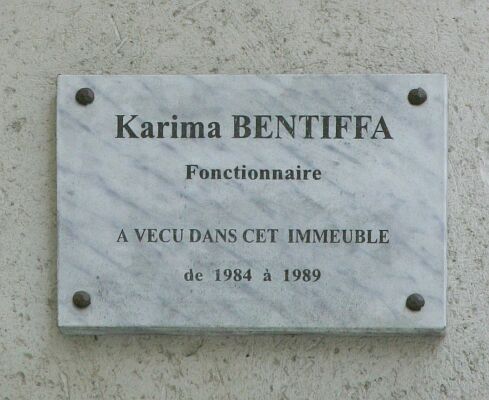 Karima BENTIFFA
Fonctionnaire
A VECU DANS CET IMMEUBLE
de 1984 à 1989